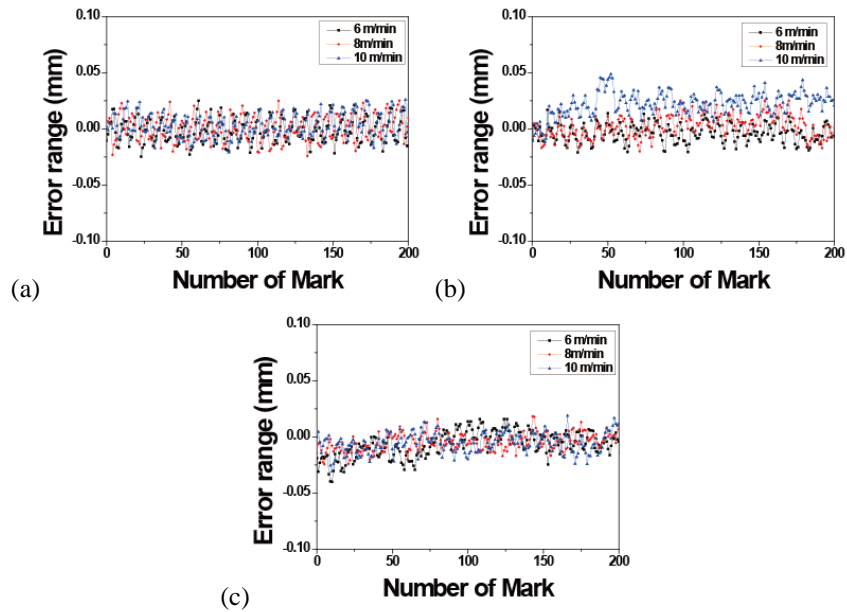 0.10
0.05
0.00
-0.05
-0.10
Error range (mm)
6 m/min
8m/min
10 m/min
0
50
100
150
200
Number of Mark
(a)
0.10
0.05
0.00
-0.05
-0.10
Error range (mm)
6 m/min
8m/min
10 m/min
0
50
100
150
200
Number of Mark
(b)
0.10
0.05
0.00
-0.05
-0.10
Error range (mm)
6 m/min
8m/min
10 m/min
0
50
100
150
200
Number of Mark
(c)